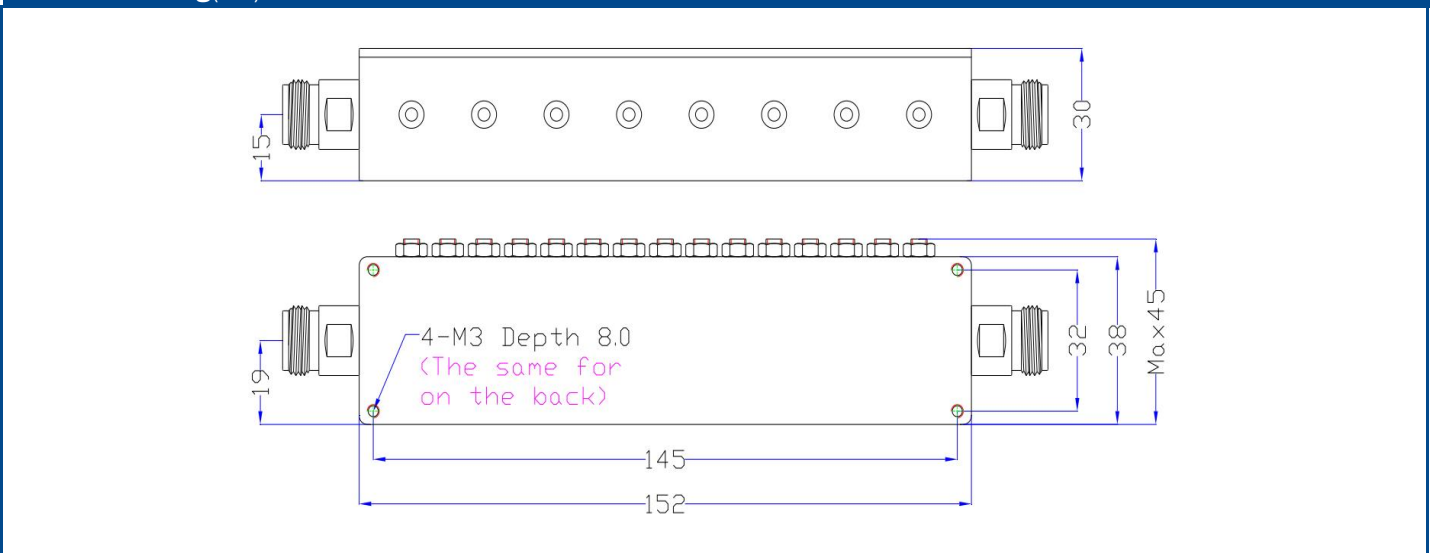 15
30
4-M3 Depth 8.0
(The same for
on the back)
19
32
38
Max45
145
152